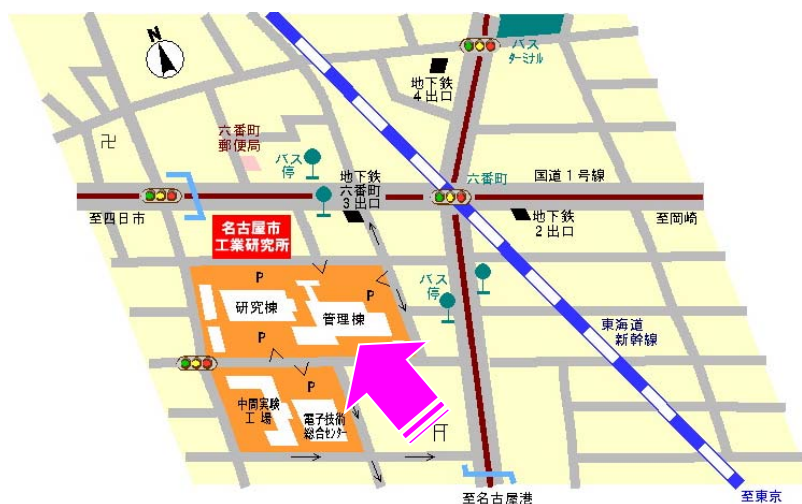 N
バス
ターミナル
地下鉄
4出口
六番町
郵便局
バス
停
地下鉄
六番町
3出口
六番町
国道1号線
至四日市
地下鉄
2出口
至岡崎
名古屋市
工業研究所
P
P
研究棟
管理棟
P
バス
停
東海道
新幹線
P
中間実験
工場
電子技術
総合センター
至名古屋港
至東京